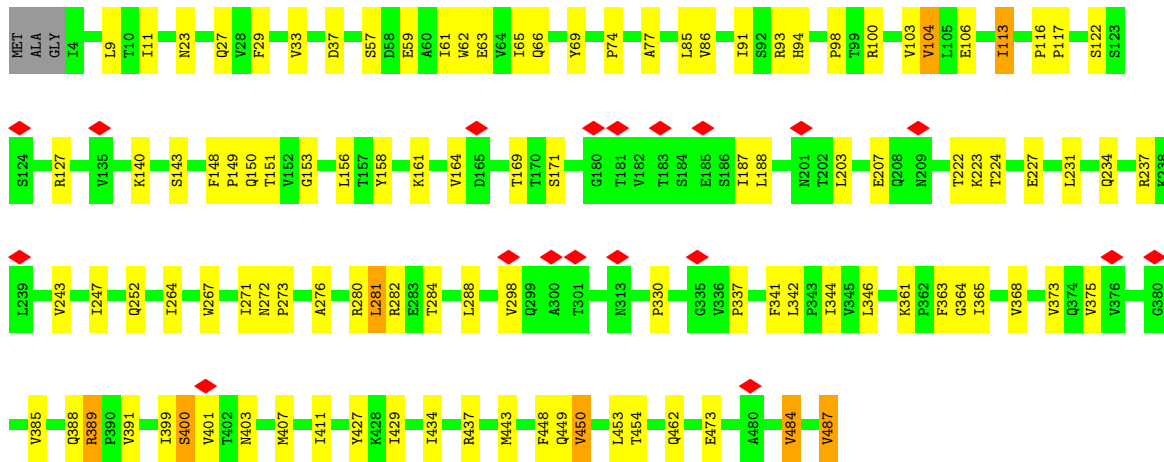 MET ALA GLY I4 L9 T10 I11 N23 Q27 V28 F29 V33 D37 S57 D58 E59 A60 I61 W62 E63 V64 I65 Q66 Y69 P74 A77 L85 V86 I91 S92 R93 H94 P98 T99 R100 V103 V104 L105 E106 I113 P116 P117 S122 S123
S124 R127 V135 K140 S143 F148 P149 Q150 T151 V152 G153 L156 T157 Y158 K161 V164 D165 T169 T170 S171 G180 T181 V182 T183 S184 E185 S186 I187 L188 N201 T202 L203 E207 Q208 N209 T222 K223 T224 E227 L231 Q234 R237 K238
L239 V243 I247 Q252 I264 W267 I271 N272 P273 A276 R280 L281 R282 E283 T284 L288 V298 Q299 A300 T301 N313 P330 G335 V336 P337 F341 L342 P343 I344 V345 L346 K361 P362 F363 G364 I365 V368 V373 Q374 V375 V376 G380
V385 Q388 R389 P390 V391 I399 S400 V401 T402 N403 M407 I411 Y427 K428 I429 I434 R437 M443 F448 Q449 V450 L453 T454 Q462 E473 A480 V484 V487